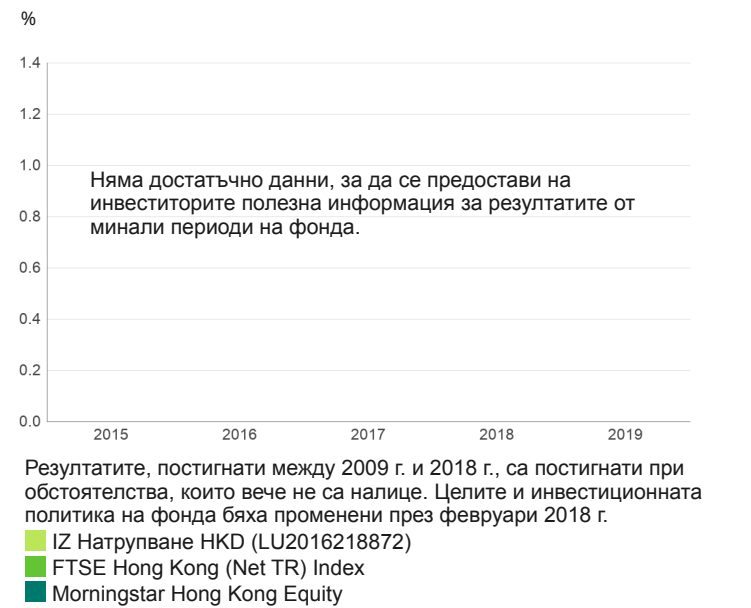 %
1.4
1.2
1.0
0.8
0.6
0.4
0.2
0.0
Няма достатъчно данни, за да се предостави на
инвеститорите полезна информация за резултатите от
минали периоди на фонда.
2015 2016 2017 2018 2019
Резултатите, постигнати между 2009 г. и 2018 г., са постигнати при
обстоятелства, които вече не са налице. Целите и инвестиционната
политика на фонда бяха променени през февруари 2018 г.
IZ Натрупване HKD (LU2016218872)
FTSE Hong Kong (Net TR) Index
Morningstar Hong Kong Equity